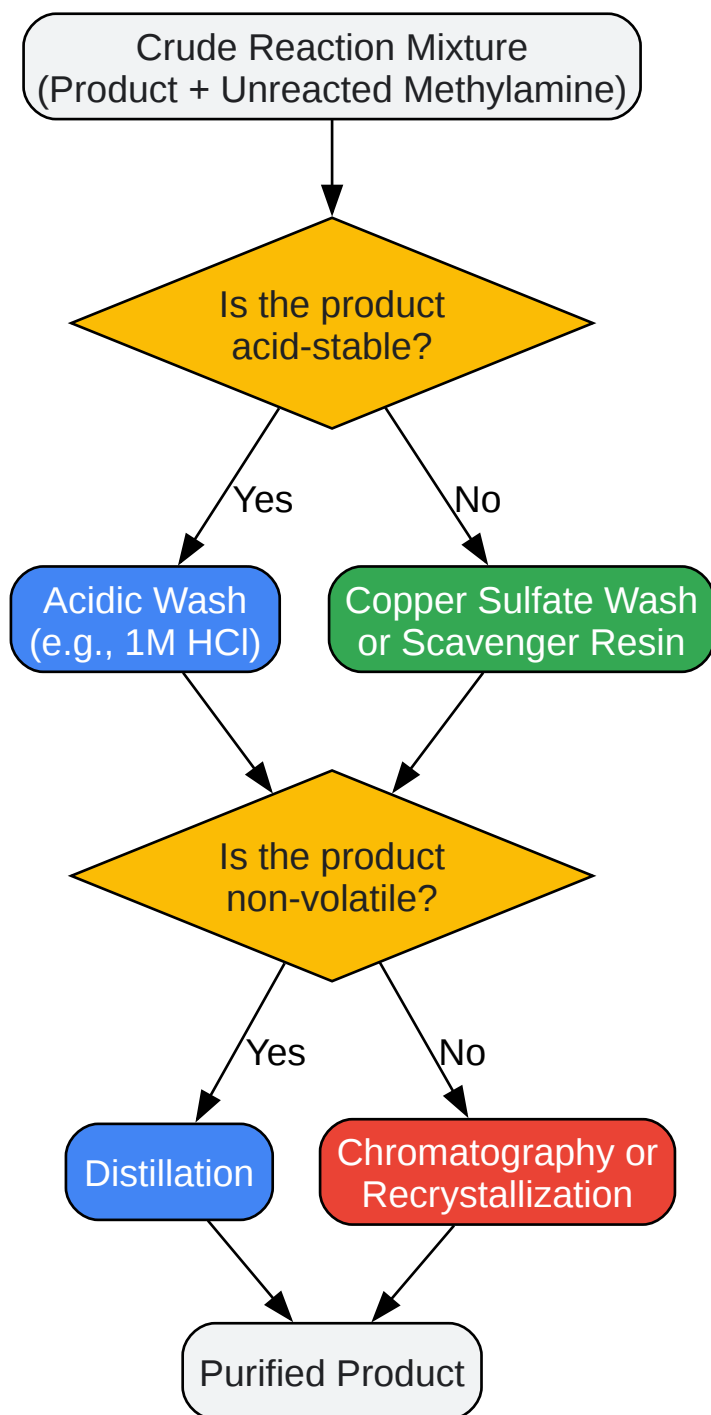 Crude Reaction Mixture
(Product + Unreacted Methylamine)
Is the product
acid-stable?
Yes
No
Acidic Wash
(e.g., 1M HCl)
Copper Sulfate Wash
or Scavenger Resin
Is the product
non-volatile?
Yes
No
Distillation
Chromatography or
Recrystallization
Purified Product